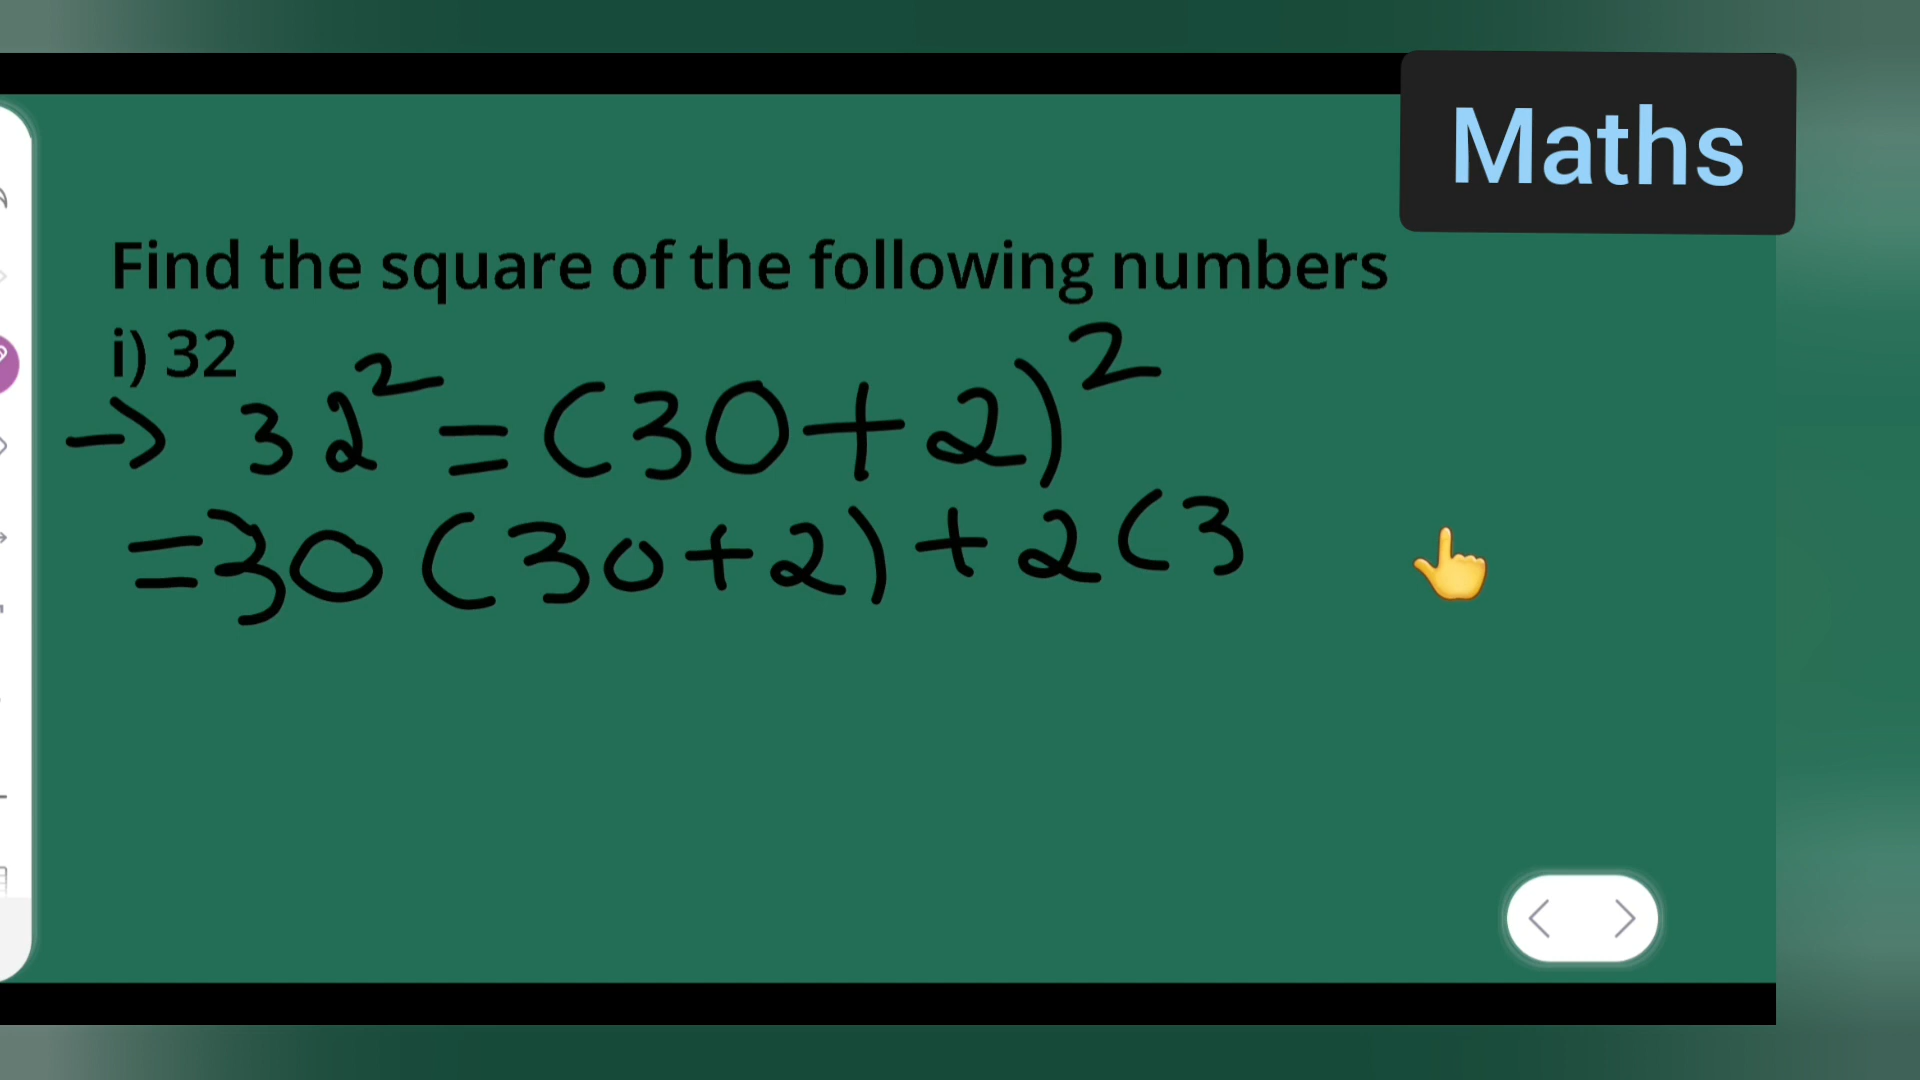 Maths
Find the square of the following numbers
i) 32
→ 32² = (30+2)²
=30(30+2)+2(3